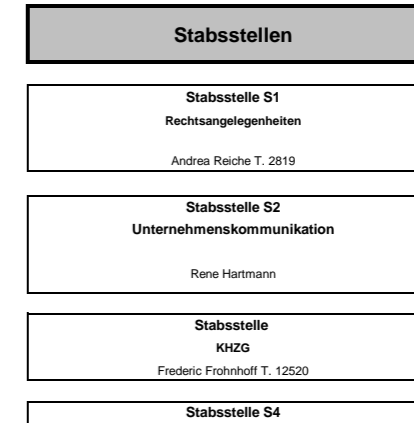 Stabsstellen
Stabsstelle S1
Rechtsangelegenheiten
Andrea Reiche T. 2819
Stabsstelle S2
Unternehmenskommunikation
Rene Hartmann
Stabsstelle
KHZG
Frederic Frohnhoff T. 12520
Stabsstelle S4